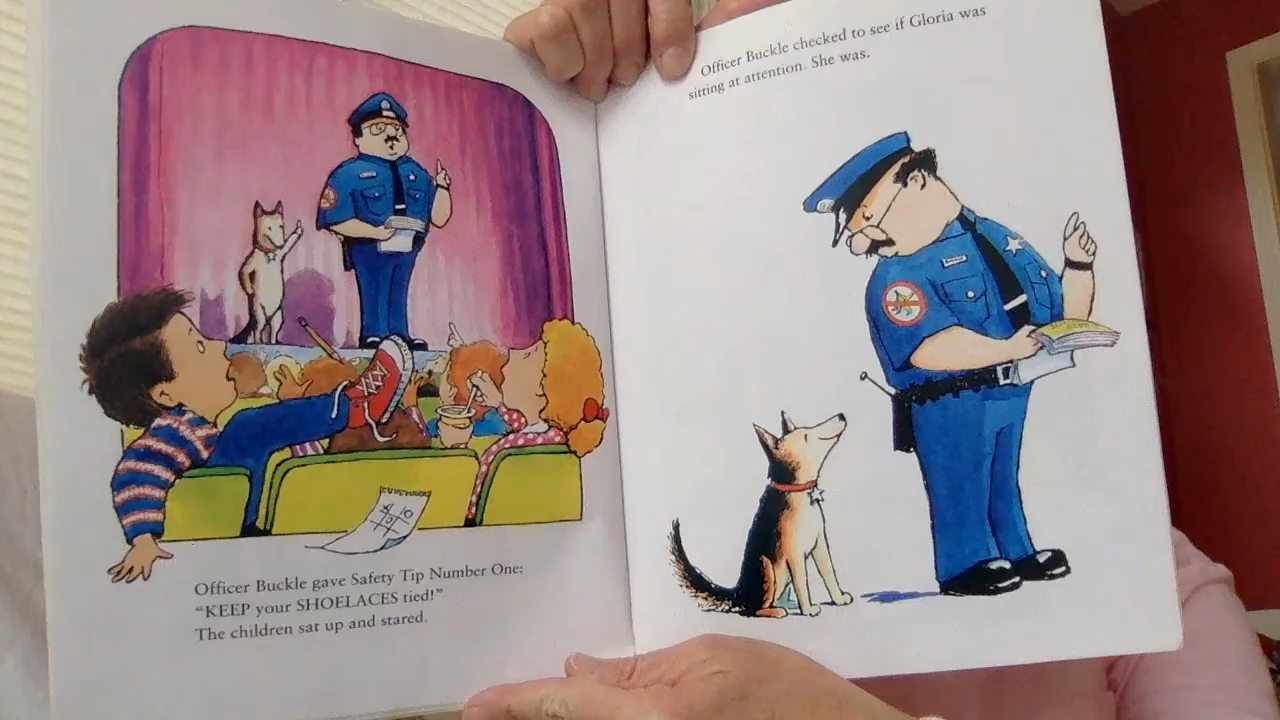 Officer Buckle gave Safety Tip Number One:
"KEEP your SHOELACES tied!"
The children sat up and stared.
Officer Buckle checked to see if Gloria was
sitting at attention. She was.